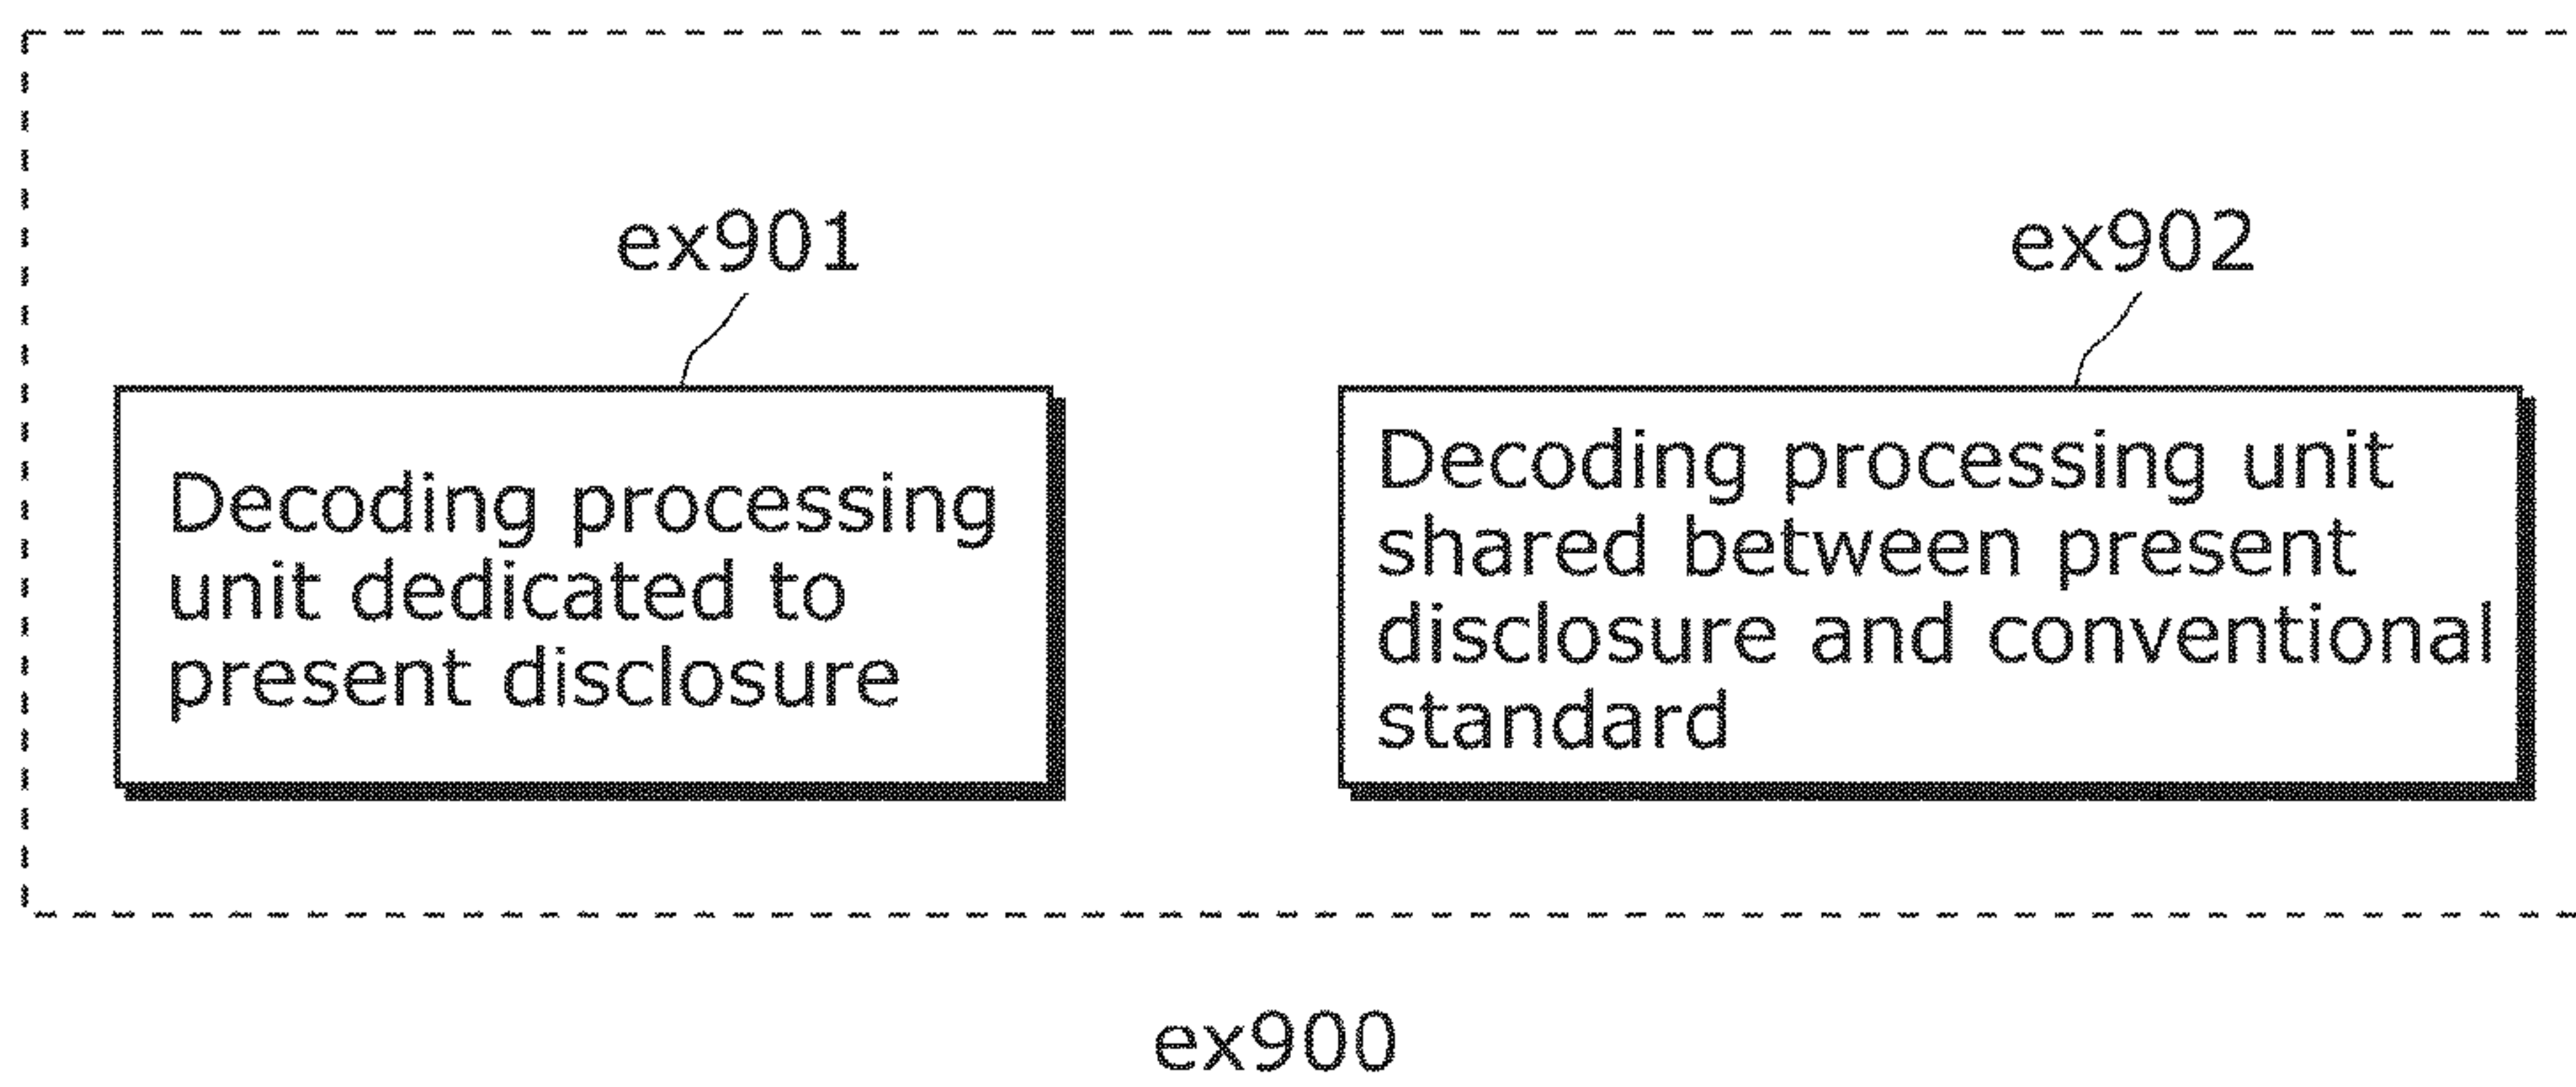 ex901
Decoding processing
unit dedicated to
present disclosure
ex902
Decoding processing unit
shared between present
disclosure and conventional
standard
ex900